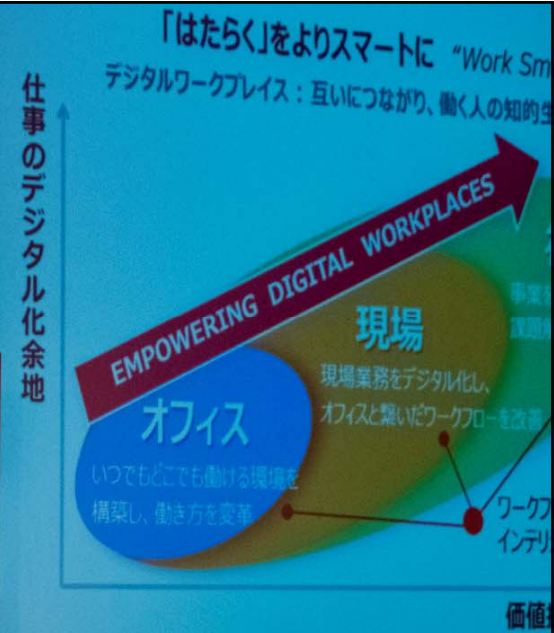 「はたらく」をよりスマートに "Work Sm
デジタルワークプレイス：互いにつながり、働く人の知的生
仕事のデジタル化余地
EMPOWERING DIGITAL WORKPLACES
現場
現場業務をデジタル化し、
オフィスと繋いだワークフローを改善
事業
課題
オフィス
いつでもどこでも働ける環境を
構築し、働き方を変革
ワークフ
インテリ
価値